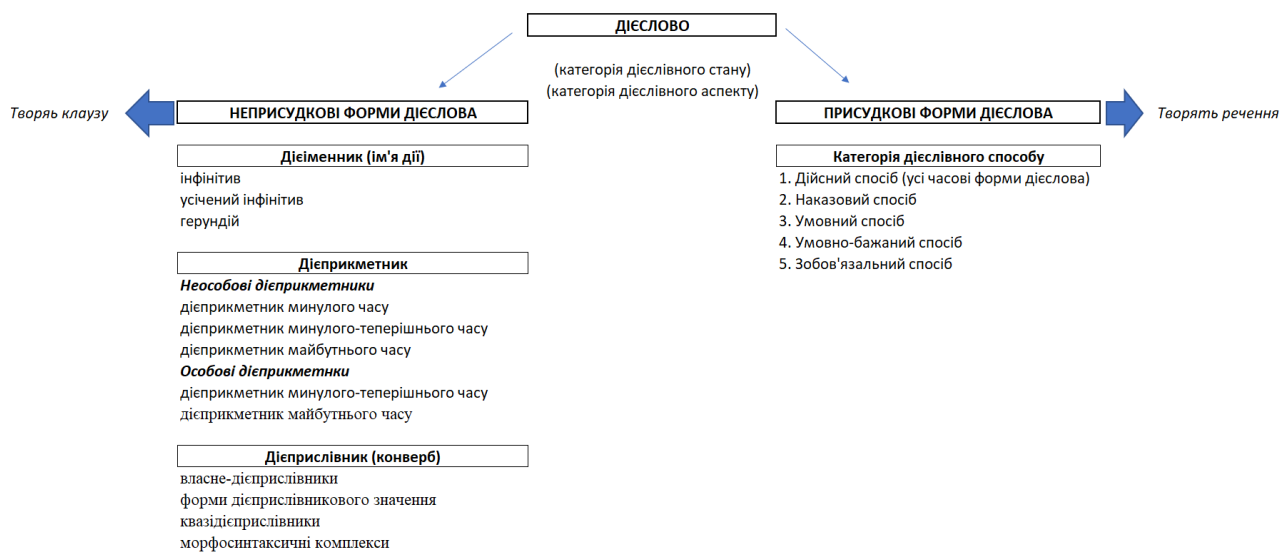 ДІЄСЛОВО
(категорія дієслівного стану)
(категорія дієслівного аспекту)
Творяь клаузу
НЕПРИСУДКОВІ ФОРМИ ДІЄСЛОВА
ПРИСУДКОВІ ФОРМИ ДІЄСЛОВА
Творять речення
Дієіменник (ім'я дії)
інфінітив
усічений інфінітив
герундій
Дієприкметник
Неособові дієприкметники
дієприкметник минулого часу
дієприкметник минулого-теперішнього часу
дієприкметник майбутнього часу
Особові дієприкметнки
дієприкметник минулого-теперішнього часу
дієприкметник майбутнього часу
Дієприслівник (конверб)
власне-дієприслівники
форми дієприслівникового значення
квазідієприслівники
морфосинтаксичні комплекси
Категорія дієслівного способу
1. Дійсний спосіб (усі часові форми дієслова)
2. Наказовий спосіб
3. Умовний спосіб
4. Умовно-бажаний спосіб
5. Зобов'язальний спосіб